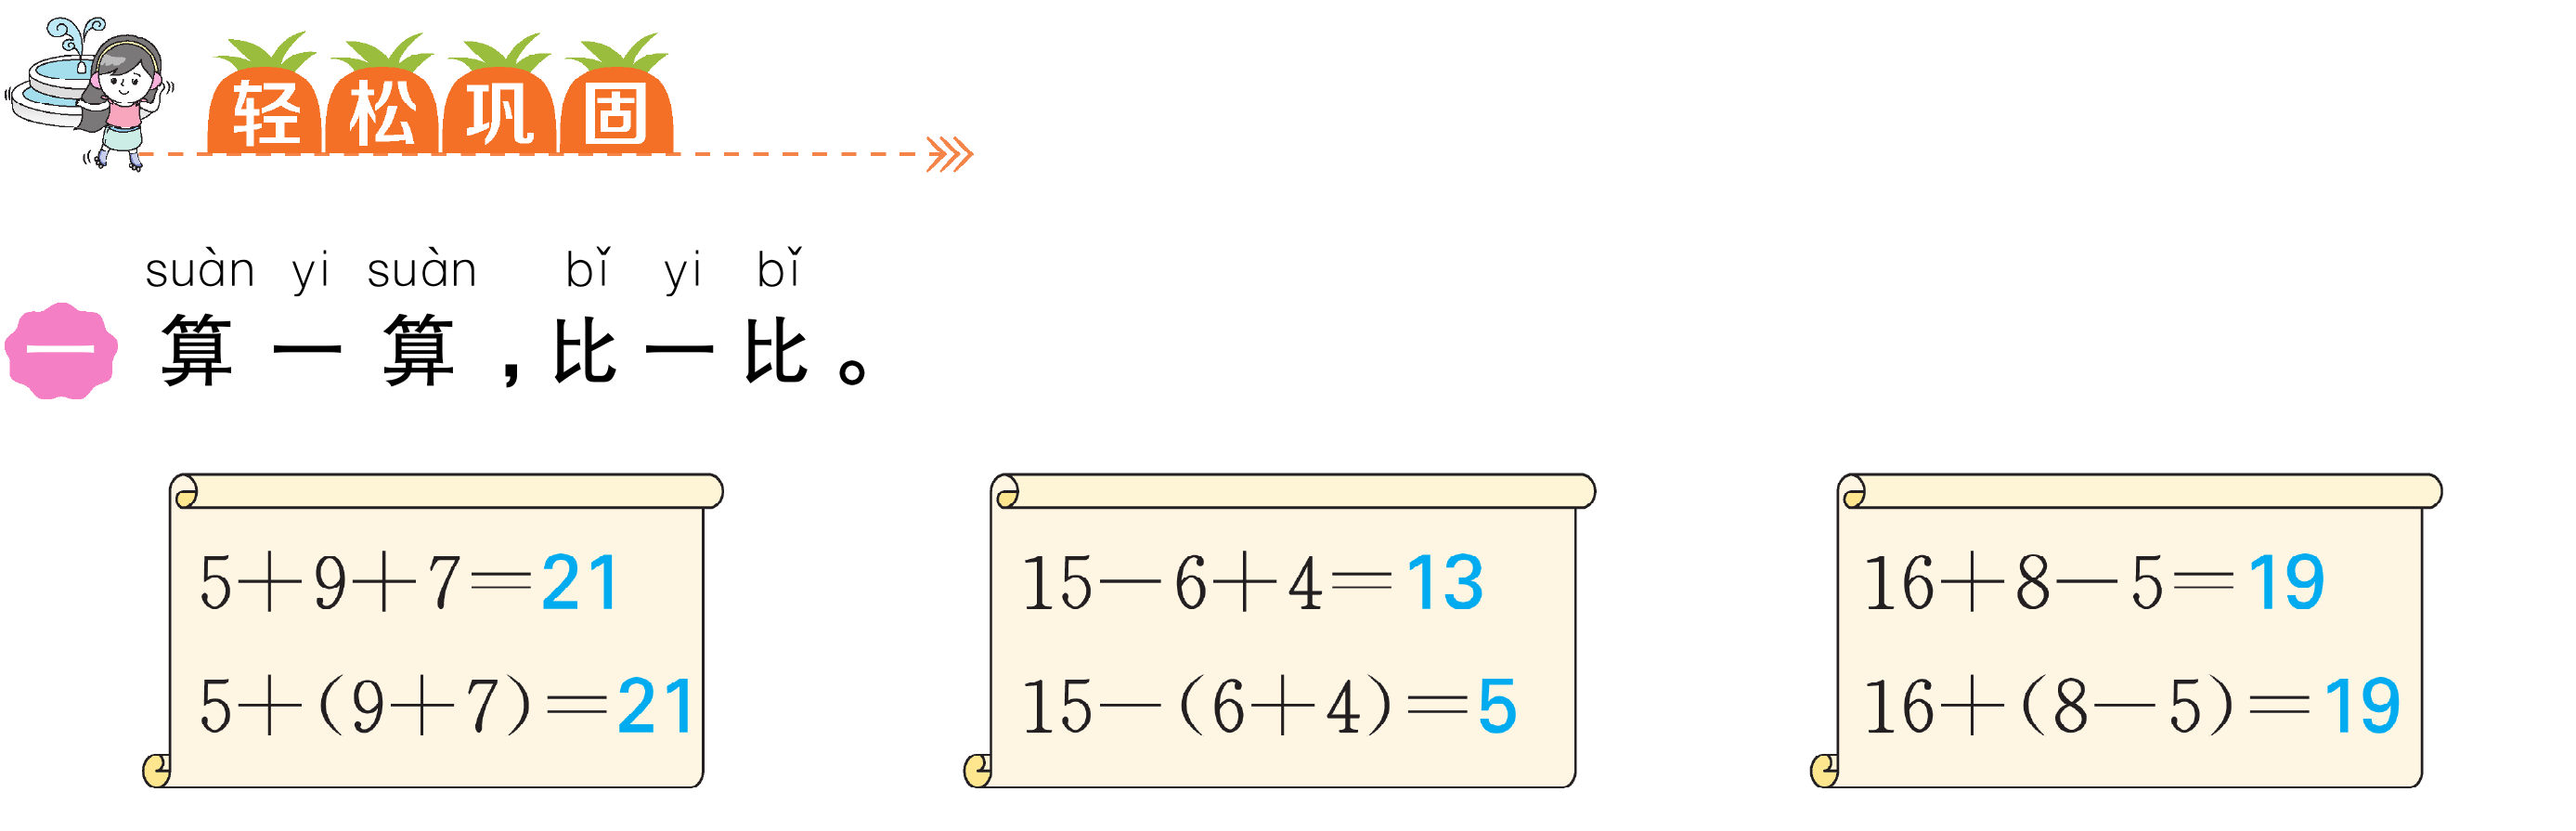 轻松巩固
suàn yi suàn bǐ yi bǐ
一 算一算,比一比。
5+9+7=21
5+(9+7)=21
15-6+4=13
15-(6+4)=5
16+8-5=19
16+(8-5)=19